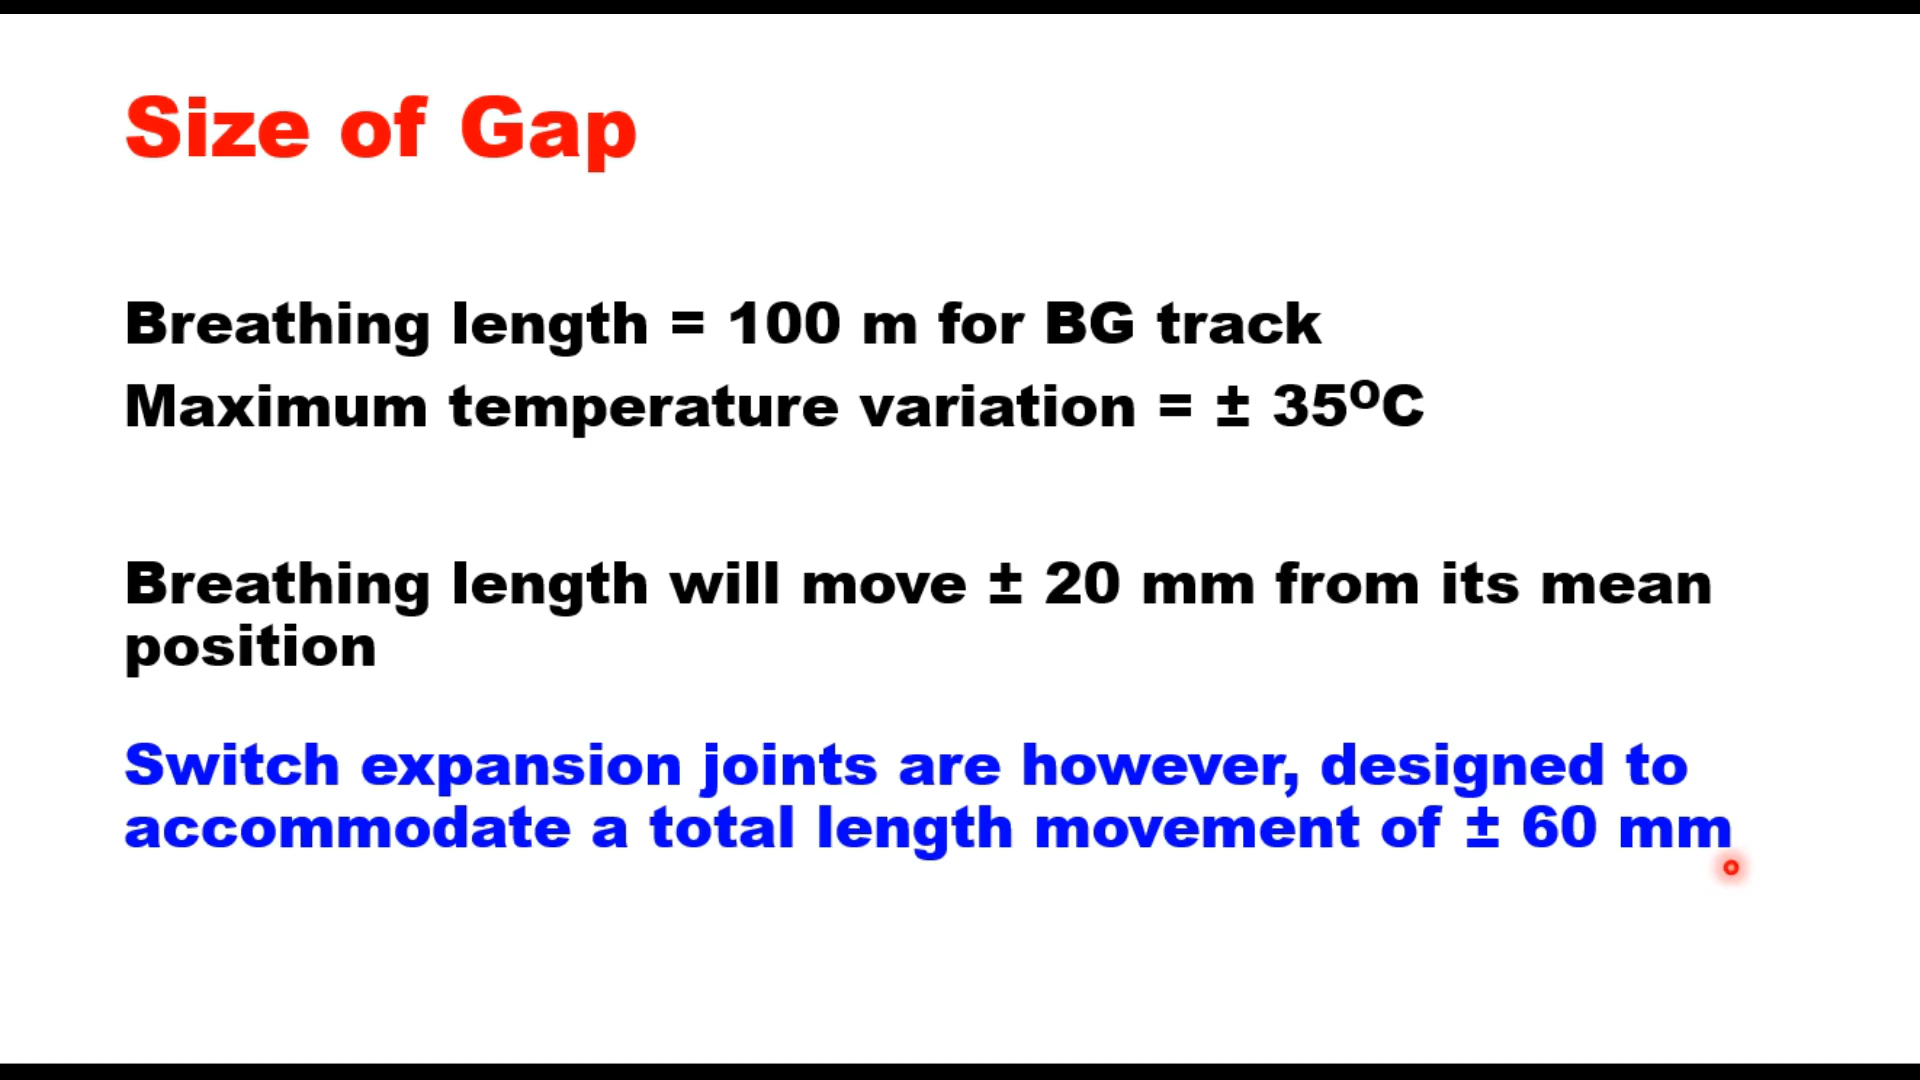 Size of Gap
Breathing length = 100 m for BG track
Maximum temperature variation = ± 35ºC
Breathing length will move ± 20 mm from its mean
position
Switch expansion joints are however, designed to
accommodate a total length movement of ± 60 mm